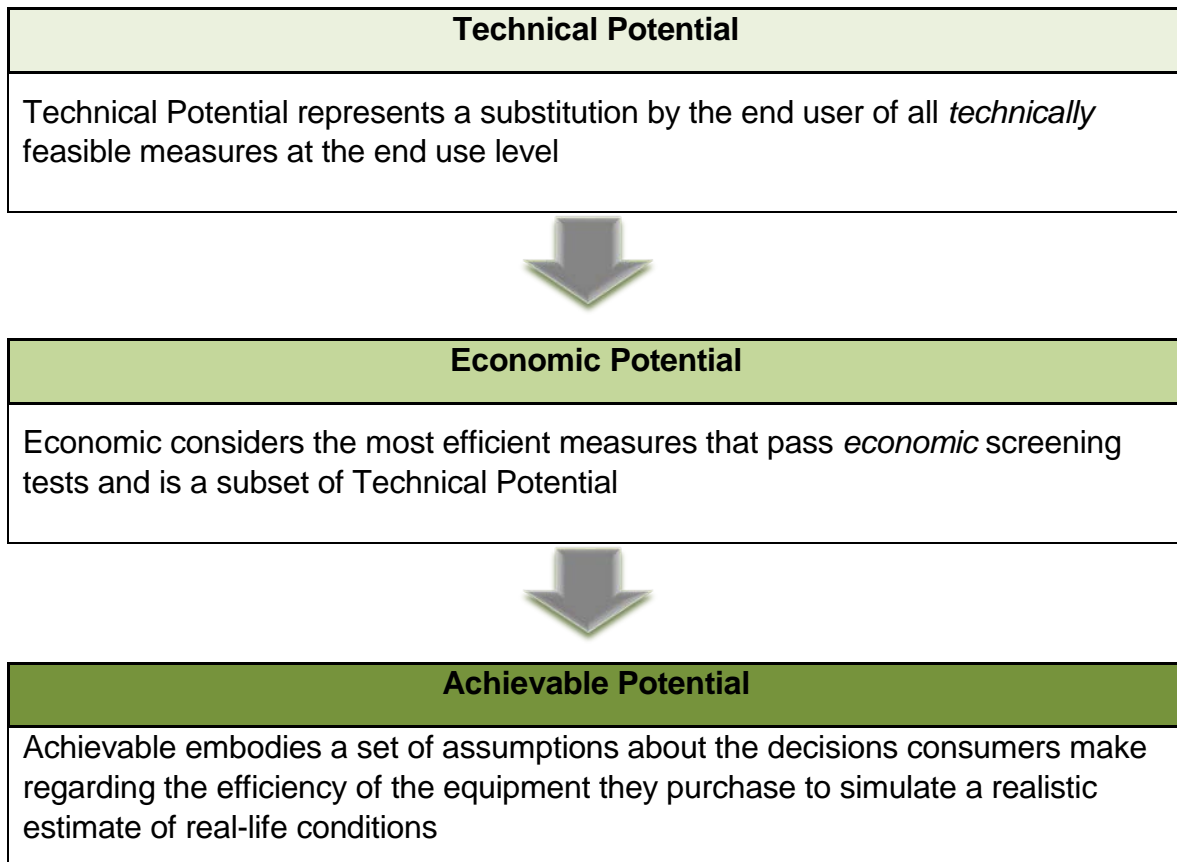 Technical Potential
Technical Potential represents a substitution by the end user of all technically
feasible measures at the end use level
Economic Potential
Economic considers the most efficient measures that pass economic screening
tests and is a subset of Technical Potential
Achievable Potential
Achievable embodies a set of assumptions about the decisions consumers make
regarding the efficiency of the equipment they purchase to simulate a realistic
estimate of real-life conditions